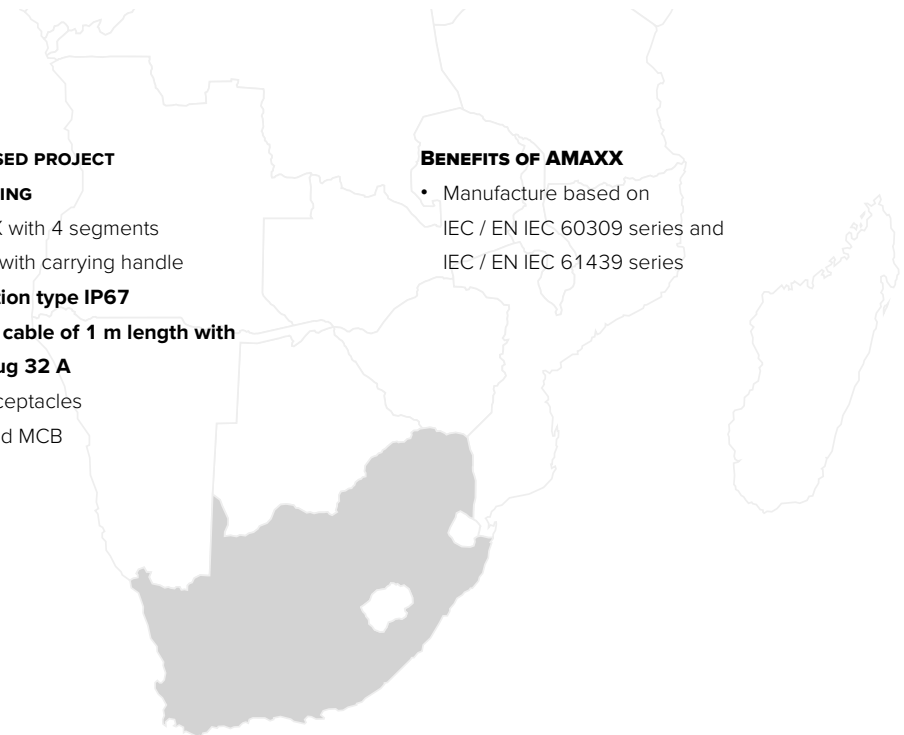 SED PROJECT
ING
X with 4 segments
with carrying handle
tion type IP67
cable of 1 m length with
ug 32 A
ceptacles
d MCB
BENEFITS OF AMAXX
• Manufacture based on
IEC / EN IEC 60309 series and
IEC / EN IEC 61439 series